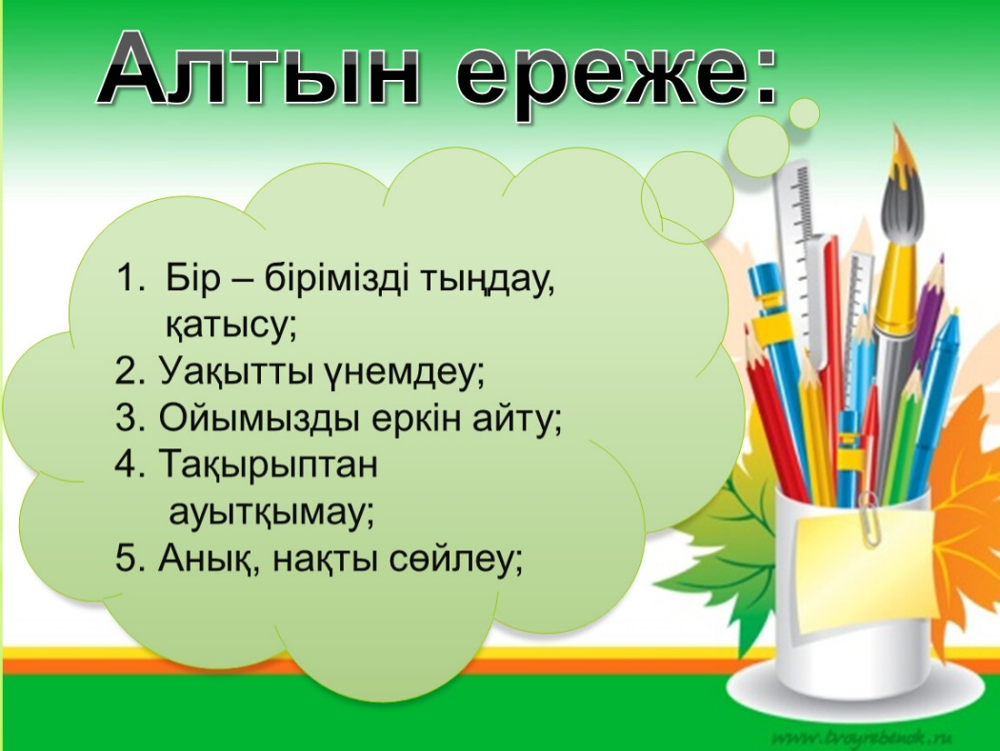 Алтын ереже:
1. Бір – бірімізді тыңдау,
қатысу;
2. Уақытты үнемдеу;
3. Ойымызды еркін айту;
4. Тақырыптан
ауытқымау;
5. Анық, нақты сөйлеу;
www.tvoyrebenok.ru